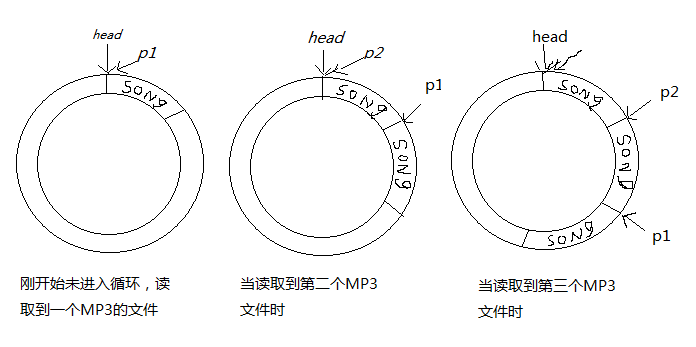 head
p1
song
刚开始未进入循环，读
取到一个MP3的文件
head
p2
song
p1
song
当读取到第二个MP3
文件时
head
song
p2
song
p1
song
当读取到第三个MP3
文件时